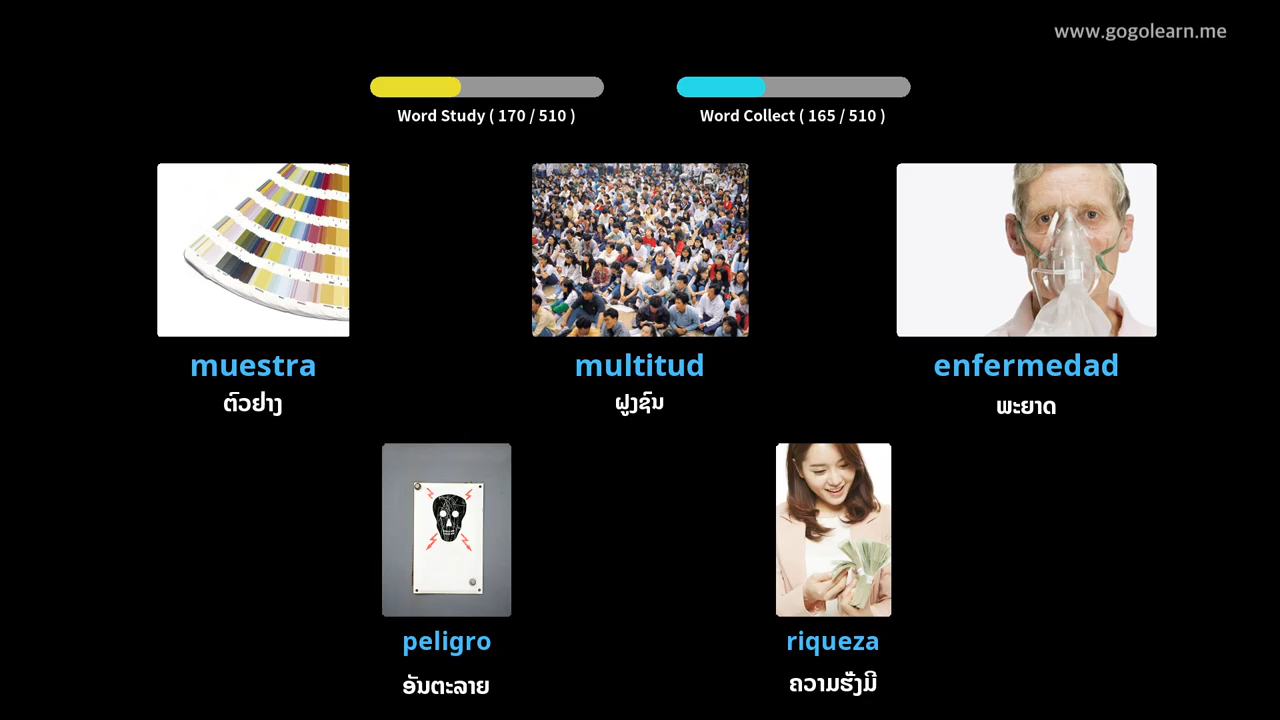 www.gogolearn.me
Word Study ( 170 / 510 )
Word Collect ( 165 / 510 )
muestra
ຕົວຢ່າງ
multitud
ຝູງຊົນ
enfermedad
ພະຍາດ
peligro
ອັນຕະລາຍ
riqueza
ຄວາມຮັ່ງມີ